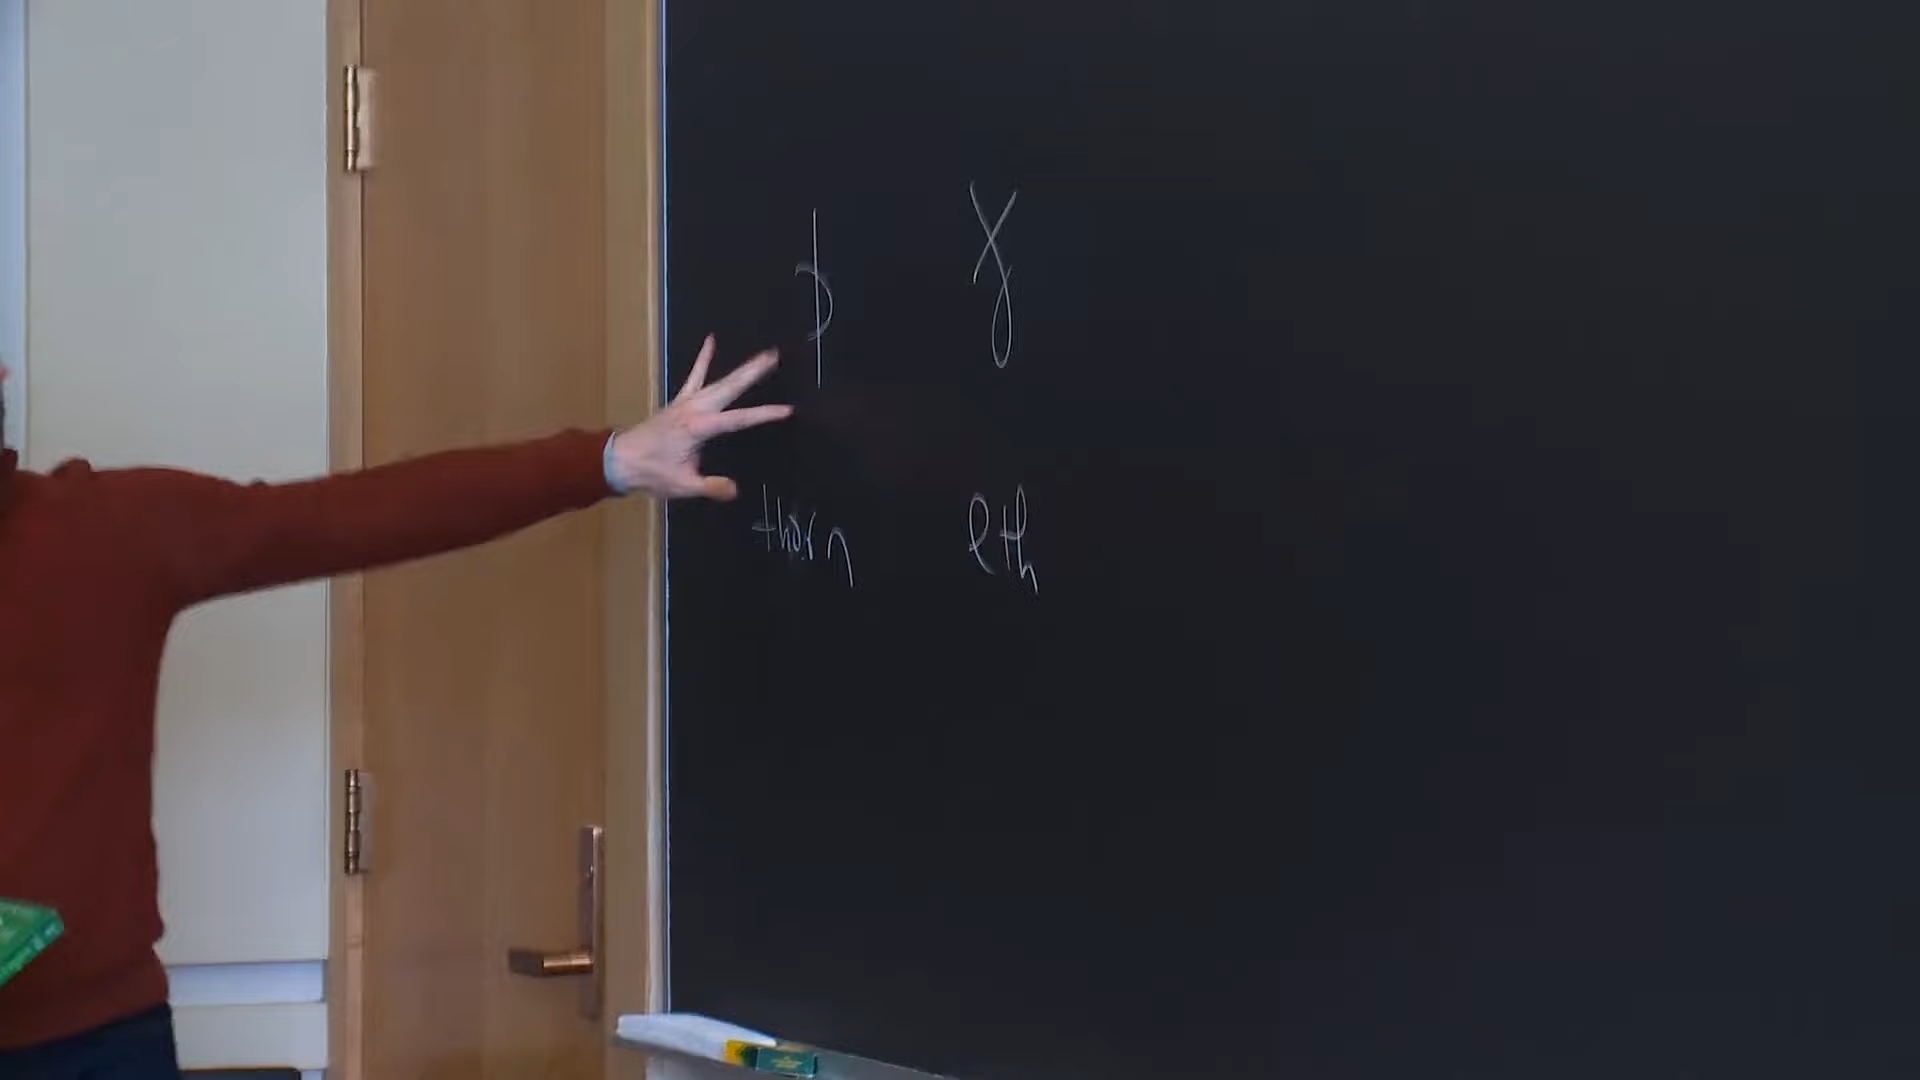 þ ȝ
thorn eth